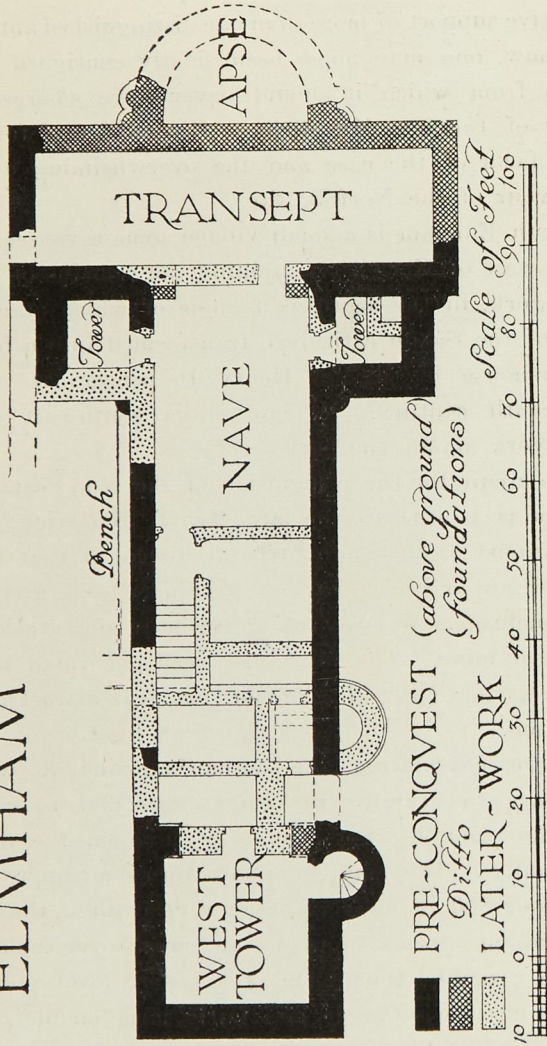 ELMHAM
APSE
TRANSEPT
Tower
Tower
NAVE
Bench
WEST
TOWER
PRE-CONQVEST (above ground)
Ditto (foundations)
LATER-WORK
Scale of Feet
10 0 10 20 30 40 50 60 70 80 90 100